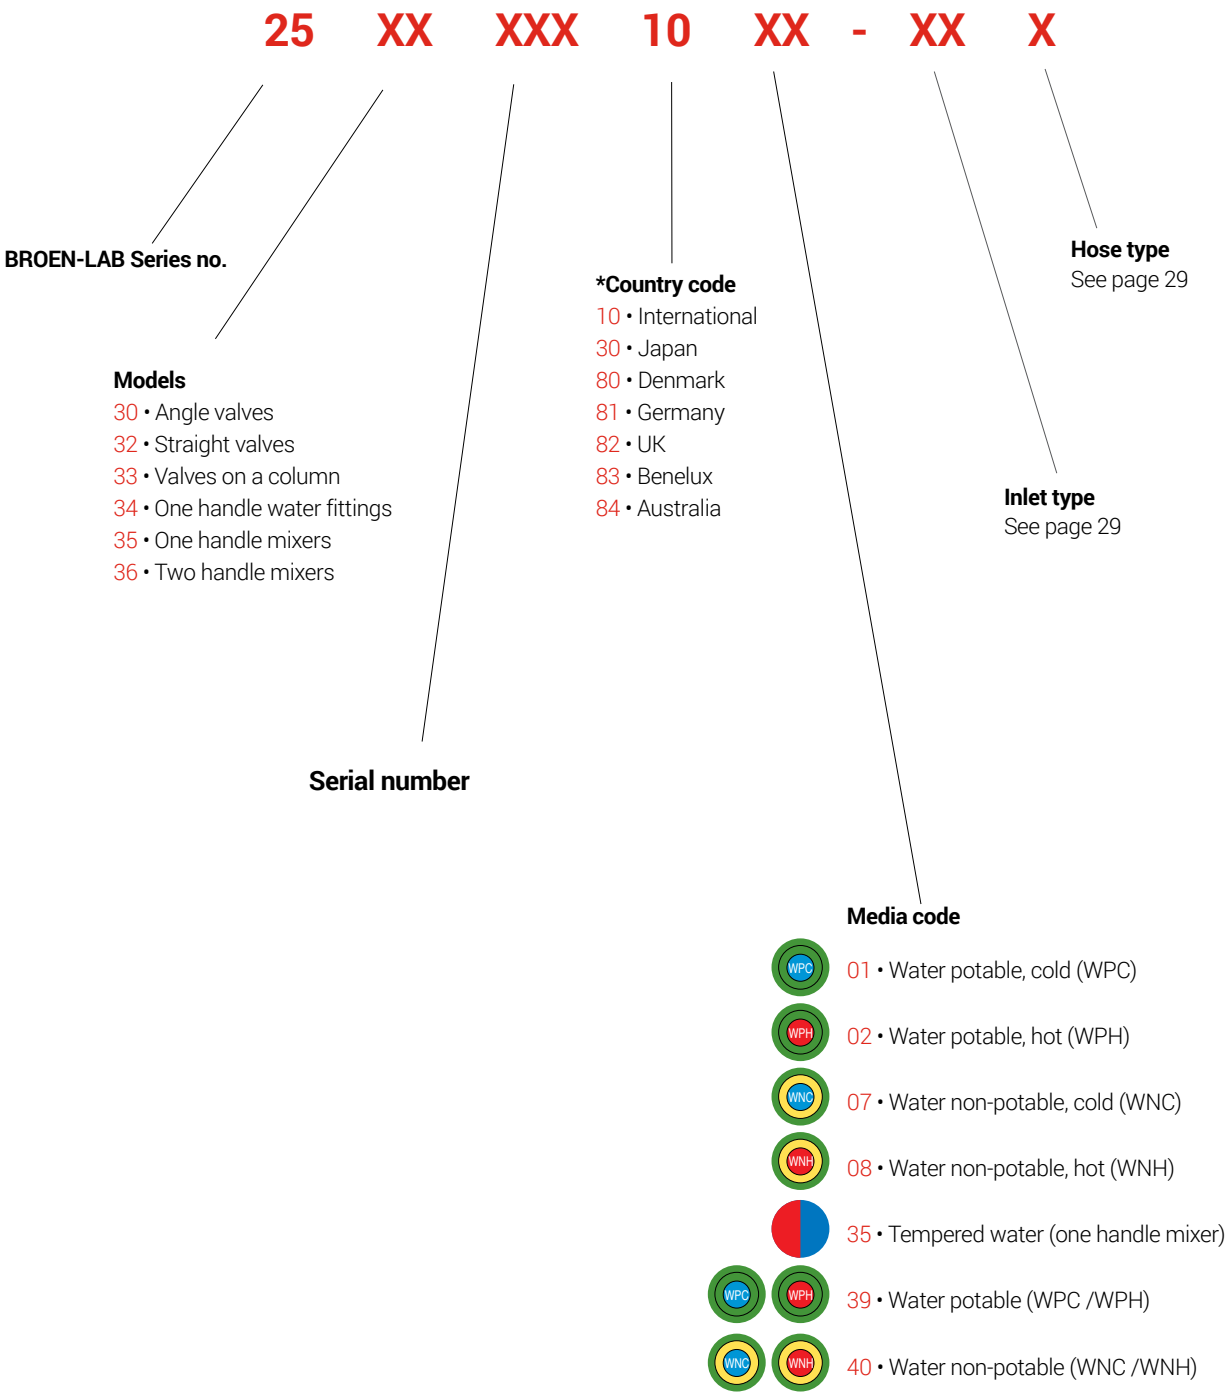 25 XX XXX 10 XX - XX X
BROEN-LAB Series no.
Models
30 • Angle valves
32 • Straight valves
33 • Valves on a column
34 • One handle water fittings
35 • One handle mixers
36 • Two handle mixers
Serial number
*Country code
10 • International
30 • Japan
80 • Denmark
81 • Germany
82 • UK
83 • Benelux
84 • Australia
Hose type
See page 29
Inlet type
See page 29
Media code
WPC 01 • Water potable, cold (WPC)
WPH 02 • Water potable, hot (WPH)
WNC 07 • Water non-potable, cold (WNC)
WNH 08 • Water non-potable, hot (WNH)
35 • Tempered water (one handle mixer)
WPC WPH 39 • Water potable (WPC /WPH)
WNC WNH 40 • Water non-potable (WNC /WNH)